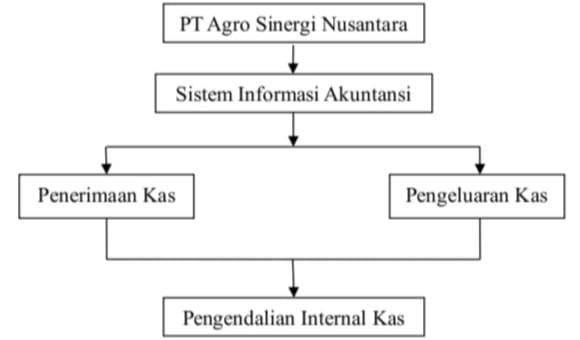 PT Agro Sinergi Nusantara
Sistem Informasi Akuntansi
Penerimaan Kas
Pengeluaran Kas
Pengendalian Internal Kas